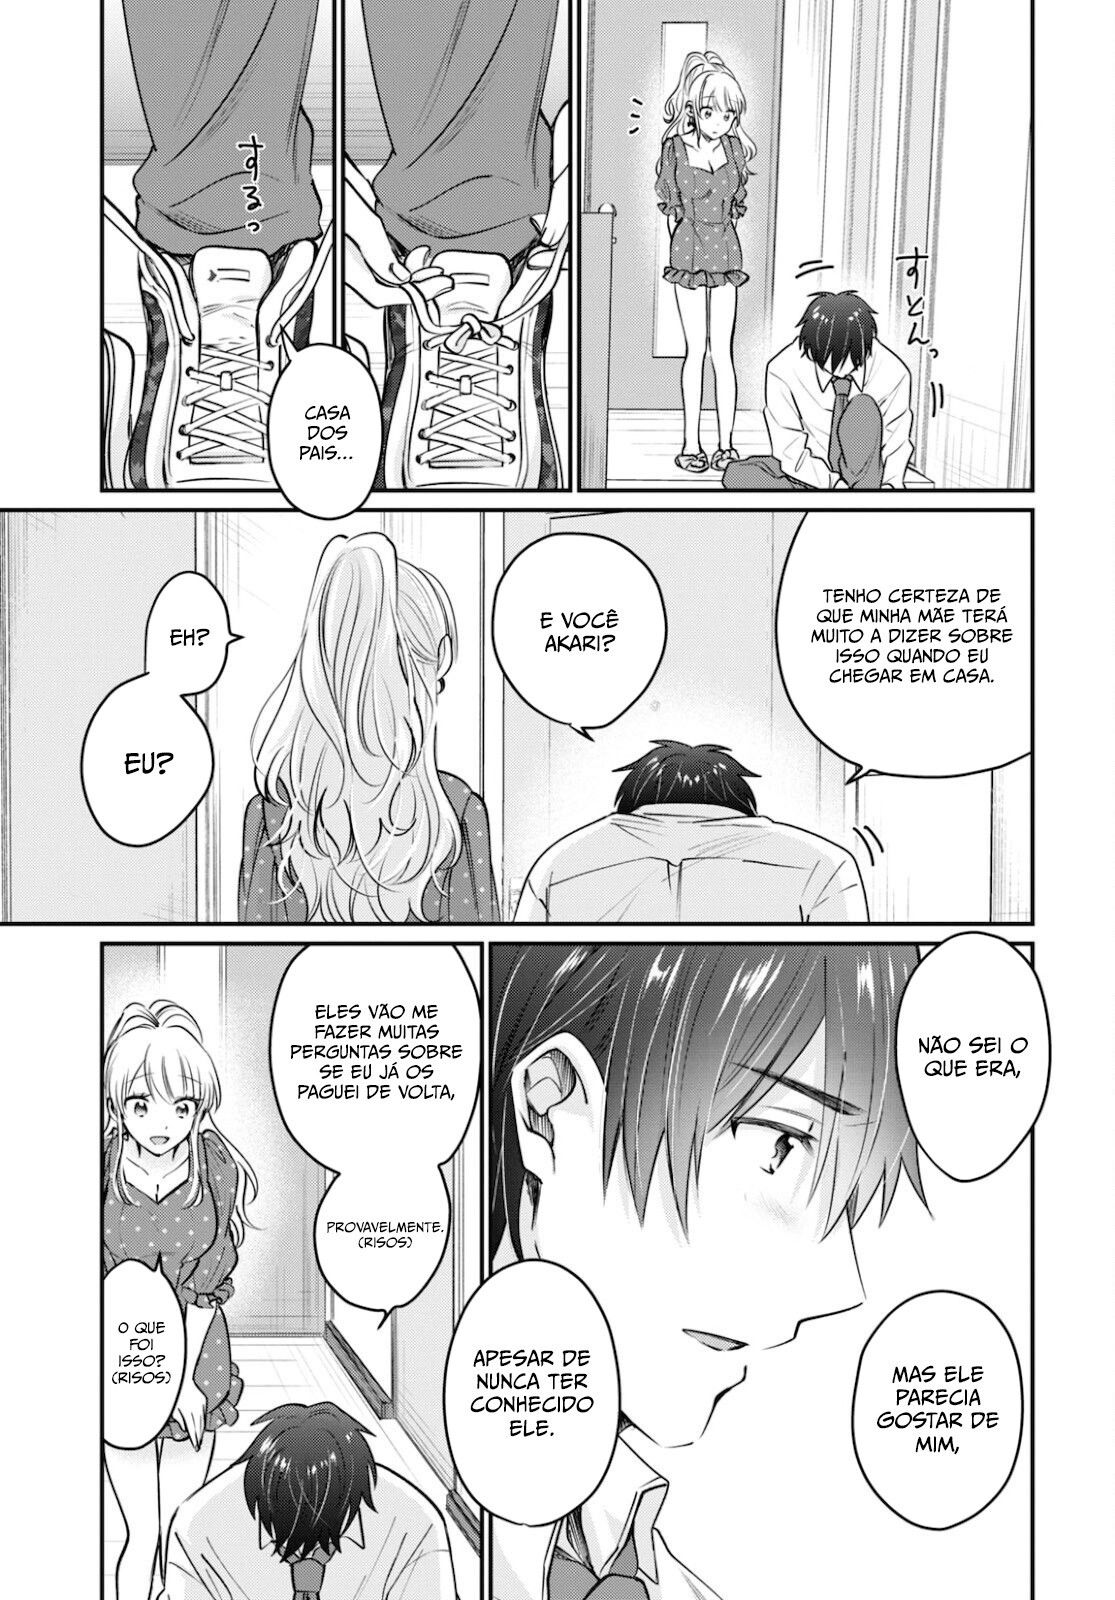 すとんっ
するっ
CASA
DOS
PAIS...
TENHO CERTEZA DE
QUE MINHA MÃE TERÁ
MUITO A DIZER SOBRE
ISSO QUANDO EU
CHEGAR EM CASA.
E VOCÊ
AKARI?
EH?
EU?
NÃO SEI O
QUE ERA,
MAS ELE
PARECIA
GOSTAR DE
MIM,
APESAR DE
NUNCA TER
CONHECIDO
ELE.
ELES VÃO ME
FAZER MUITAS
PERGUNTAS SOBRE
SE EU JÁ OS
PAGUEI DE VOLTA,
PROVAVELMENTE.
(RISOS)
O QUE
FOI
ISSO?
(RISOS)